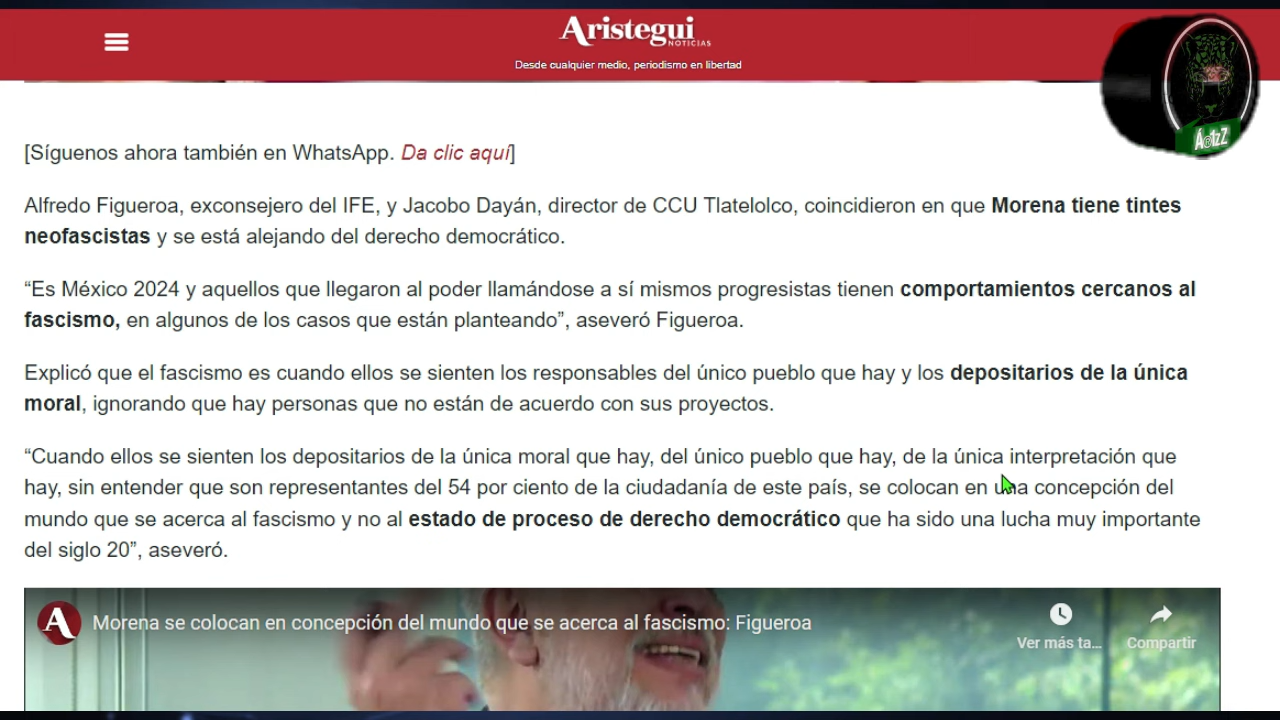 Aristegui
NOTICIAS
Desde cualquier medio, periodismo en libertad
Á@tzZ
[Síguenos ahora también en WhatsApp. Da clic aquí]
Alfredo Figueroa, exconsejero del IFE, y Jacobo Dayán, director de CCU Tlatelolco, coincidieron en que Morena tiene tintes
neofascistas y se está alejando del derecho democrático.
“Es México 2024 y aquellos que llegaron al poder llamándose a sí mismos progresistas tienen comportamientos cercanos al
fascismo, en algunos de los casos que están planteando”, aseveró Figueroa.
Explicó que el fascismo es cuando ellos se sienten los responsables del único pueblo que hay y los depositarios de la única
moral, ignorando que hay personas que no están de acuerdo con sus proyectos.
“Cuando ellos se sienten los depositarios de la única moral que hay, del único pueblo que hay, de la única interpretación que
hay, sin entender que son representantes del 54 por ciento de la ciudadanía de este país, se colocan en una concepción del
mundo que se acerca al fascismo y no al estado de proceso de derecho democrático que ha sido una lucha muy importante
del siglo 20”, aseveró.
A Morena se colocan en concepción del mundo que se acerca al fascismo: Figueroa
Ver más ta... Compartir